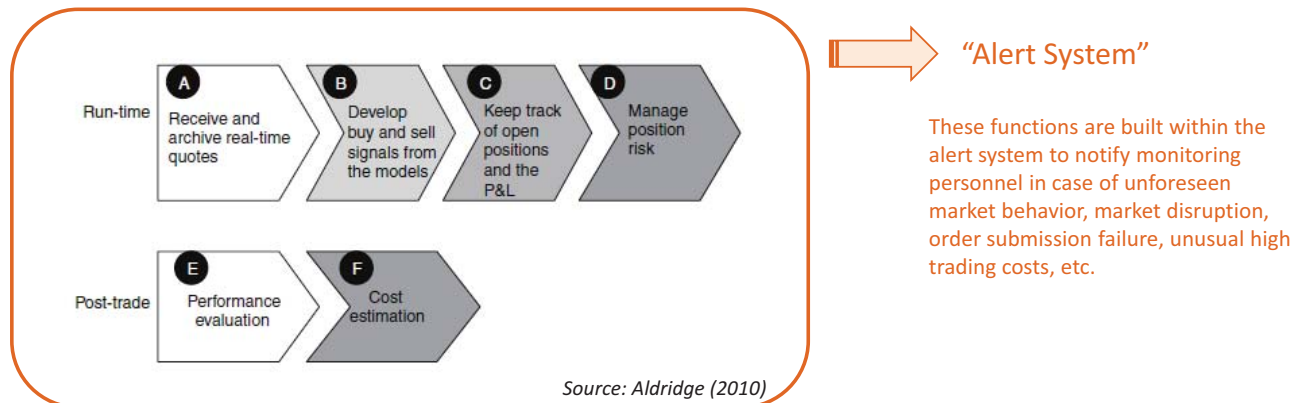 Run-time
A
Receive and
archive real-time
quotes
B
Develop
buy and sell
signals from
the models
C
Keep track
of open
positions
and the
P&L
D
Manage
position
risk
Post-trade
E
Performance
evaluation
F
Cost
estimation
Source: Aldridge (2010)
“Alert System”
These functions are built within the
alert system to notify monitoring
personnel in case of unforeseen
market behavior, market disruption,
order submission failure, unusual high
trading costs, etc.